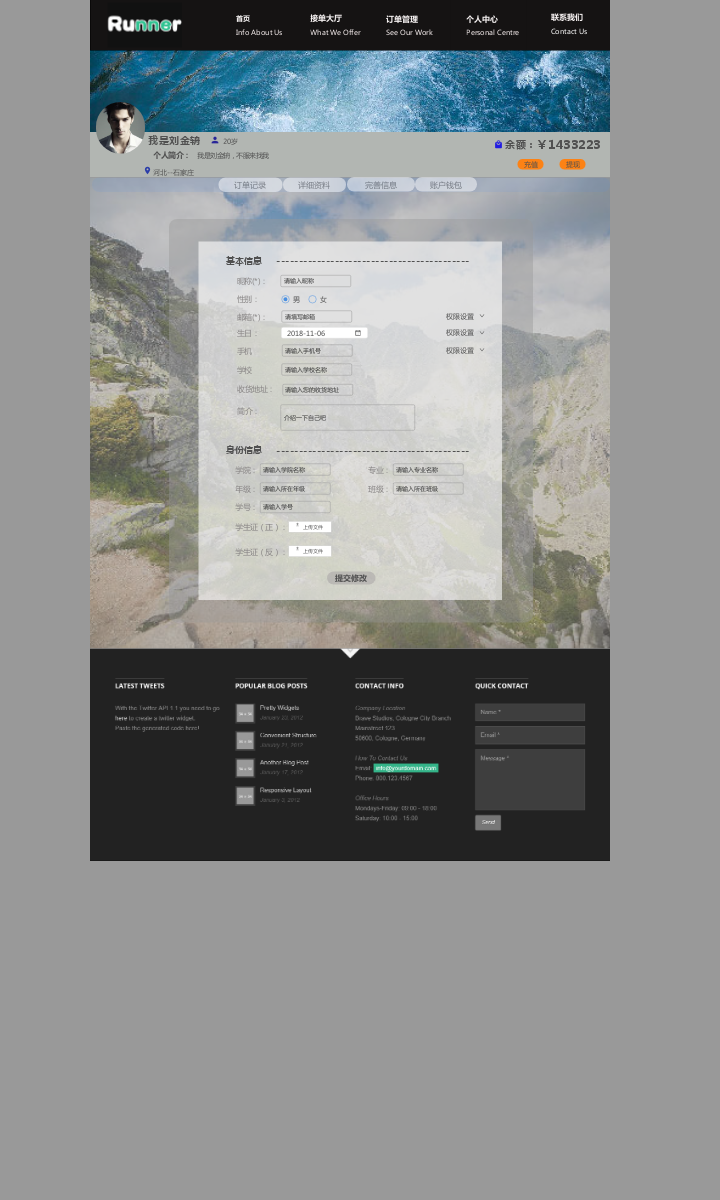 Runner
首页 接单大厅 订单管理 个人中心 联系我们
Info About Us What We Offer See Our Work Personal Centre Contact Us
我是刘金钠 20岁
余额：￥1433223
个人简介： 我是刘金钠，不服来找我
充值 提现
河北--石家庄
订单记录 详细资料 完善信息 账户钱包
基本信息
昵称(*)： 请输入昵称
性别： 男 女
邮箱(*)： 请填写邮箱 权限设置
生日： 2018-11-06 权限设置
手机 请输入手机号 权限设置
学校 请输入学校名称
收货地址： 请输入您的收货地址
简介： 介绍一下自己吧
身份信息
学院： 请输入学院名称 专业： 请输入专业名称
年级： 请输入所在年级 班级： 请输入所在班级
学号： 请输入学号
学生证（正）： 上传文件
学生证（反）： 上传文件
提交修改
LATEST TWEETS
With the Twitter API 1.1 you need to go
here to create a twitter widget.
Paste the generated code here!
POPULAR BLOG POSTS
Pretty Widgets
January 23, 2012
Convenient Structure
January 21, 2012
Another Blog Post
January 17, 2012
Responsive Layout
January 3, 2012
CONTACT INFO
Company Location
Brave Studios, Cologne City Branch
Mainstreet 123
50600, Cologne, Germany
How To Contact Us
Email: info@yourdomain.com
Phone: 800.123.4567
Office Hours
Mondays-Friday: 00:00 - 18:00
Saturday: 10:00 - 15:00
QUICK CONTACT
Name *
Email *
Message *
Send